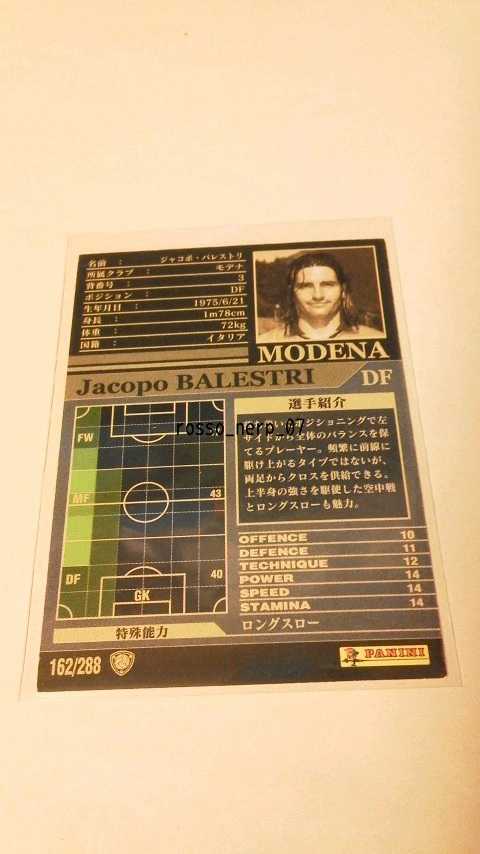 名前 : ジャコポ・バレストリ
所属クラブ : モデナ
背番号 : 3
ポジション : DF
生年月日 : 1975/6/21
身長 : 1m78cm
体重 : 72kg
国籍 : イタリア
MODENA
Jacopo BALESTRI DF
選手紹介
rosso_nerp_07
いポジショニングで左
サイドから全体のバランスを保
てるプレーヤー。頻繁に前線に
駆け上がるタイプではないが、
両足からクロスを供給できる。
上半身の強さを駆使した空中戦
とロングスローも魅力。
FW
MF 43
DF 40
GK
OFFENCE 10
DEFENCE 11
TECHNIQUE 12
POWER 14
SPEED 14
STAMINA 14
特殊能力 ロングスロー
162/288
PANINI